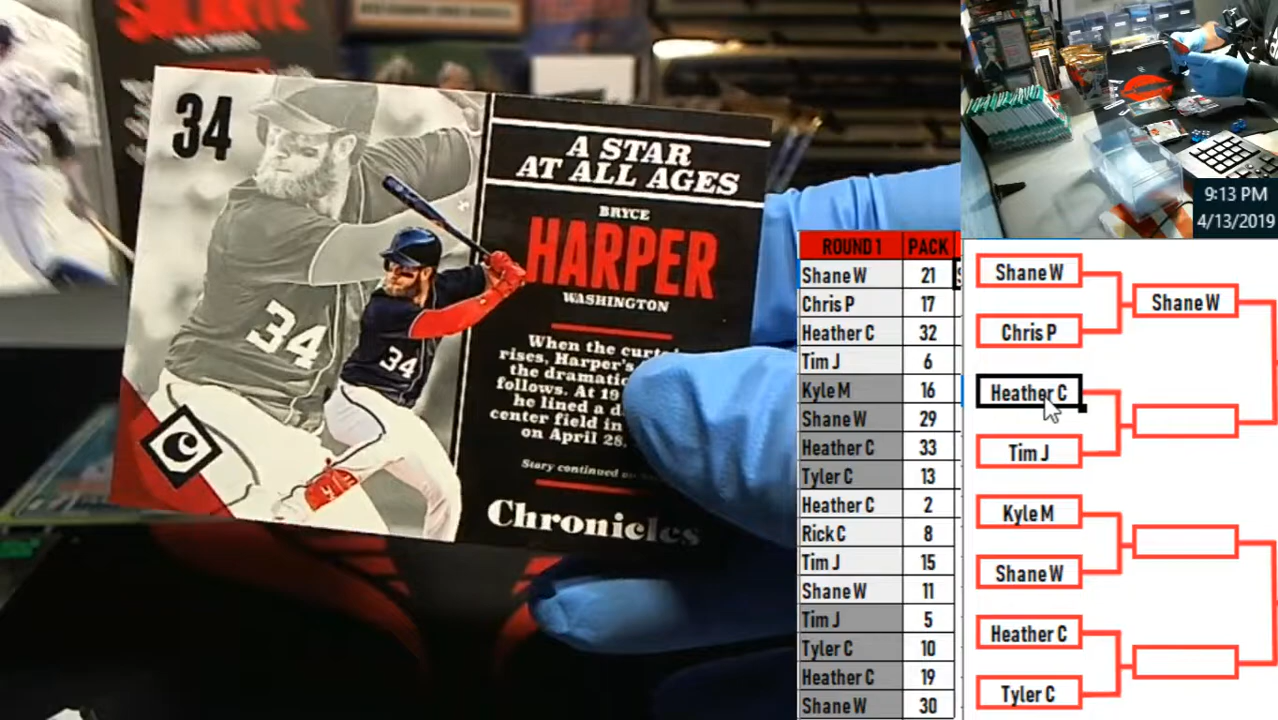 34
A STAR
AT ALL AGES
BRYCE
HARPER
WASHINGTON
When the
rises, Harper's
the dramatic
follows. At 19
he lined a
center field in
on April 28,
Story continued on
Chronicles
34
34
C
9:13 PM
4/13/2019
ROUND 1 PACK
Shane W 21
Chris P 17
Heather C 32
Tim J 6
Kyle M 16
Shane W 29
Heather C 33
Tyler C 13
Heather C 2
Rick C 8
Tim J 15
Shane W 11
Tim J 5
Tyler C 10
Heather C 19
Shane W 30
Shane W
Chris P
Shane W
Heather C
Tim J
Kyle M
Shane W
Heather C
Tyler C